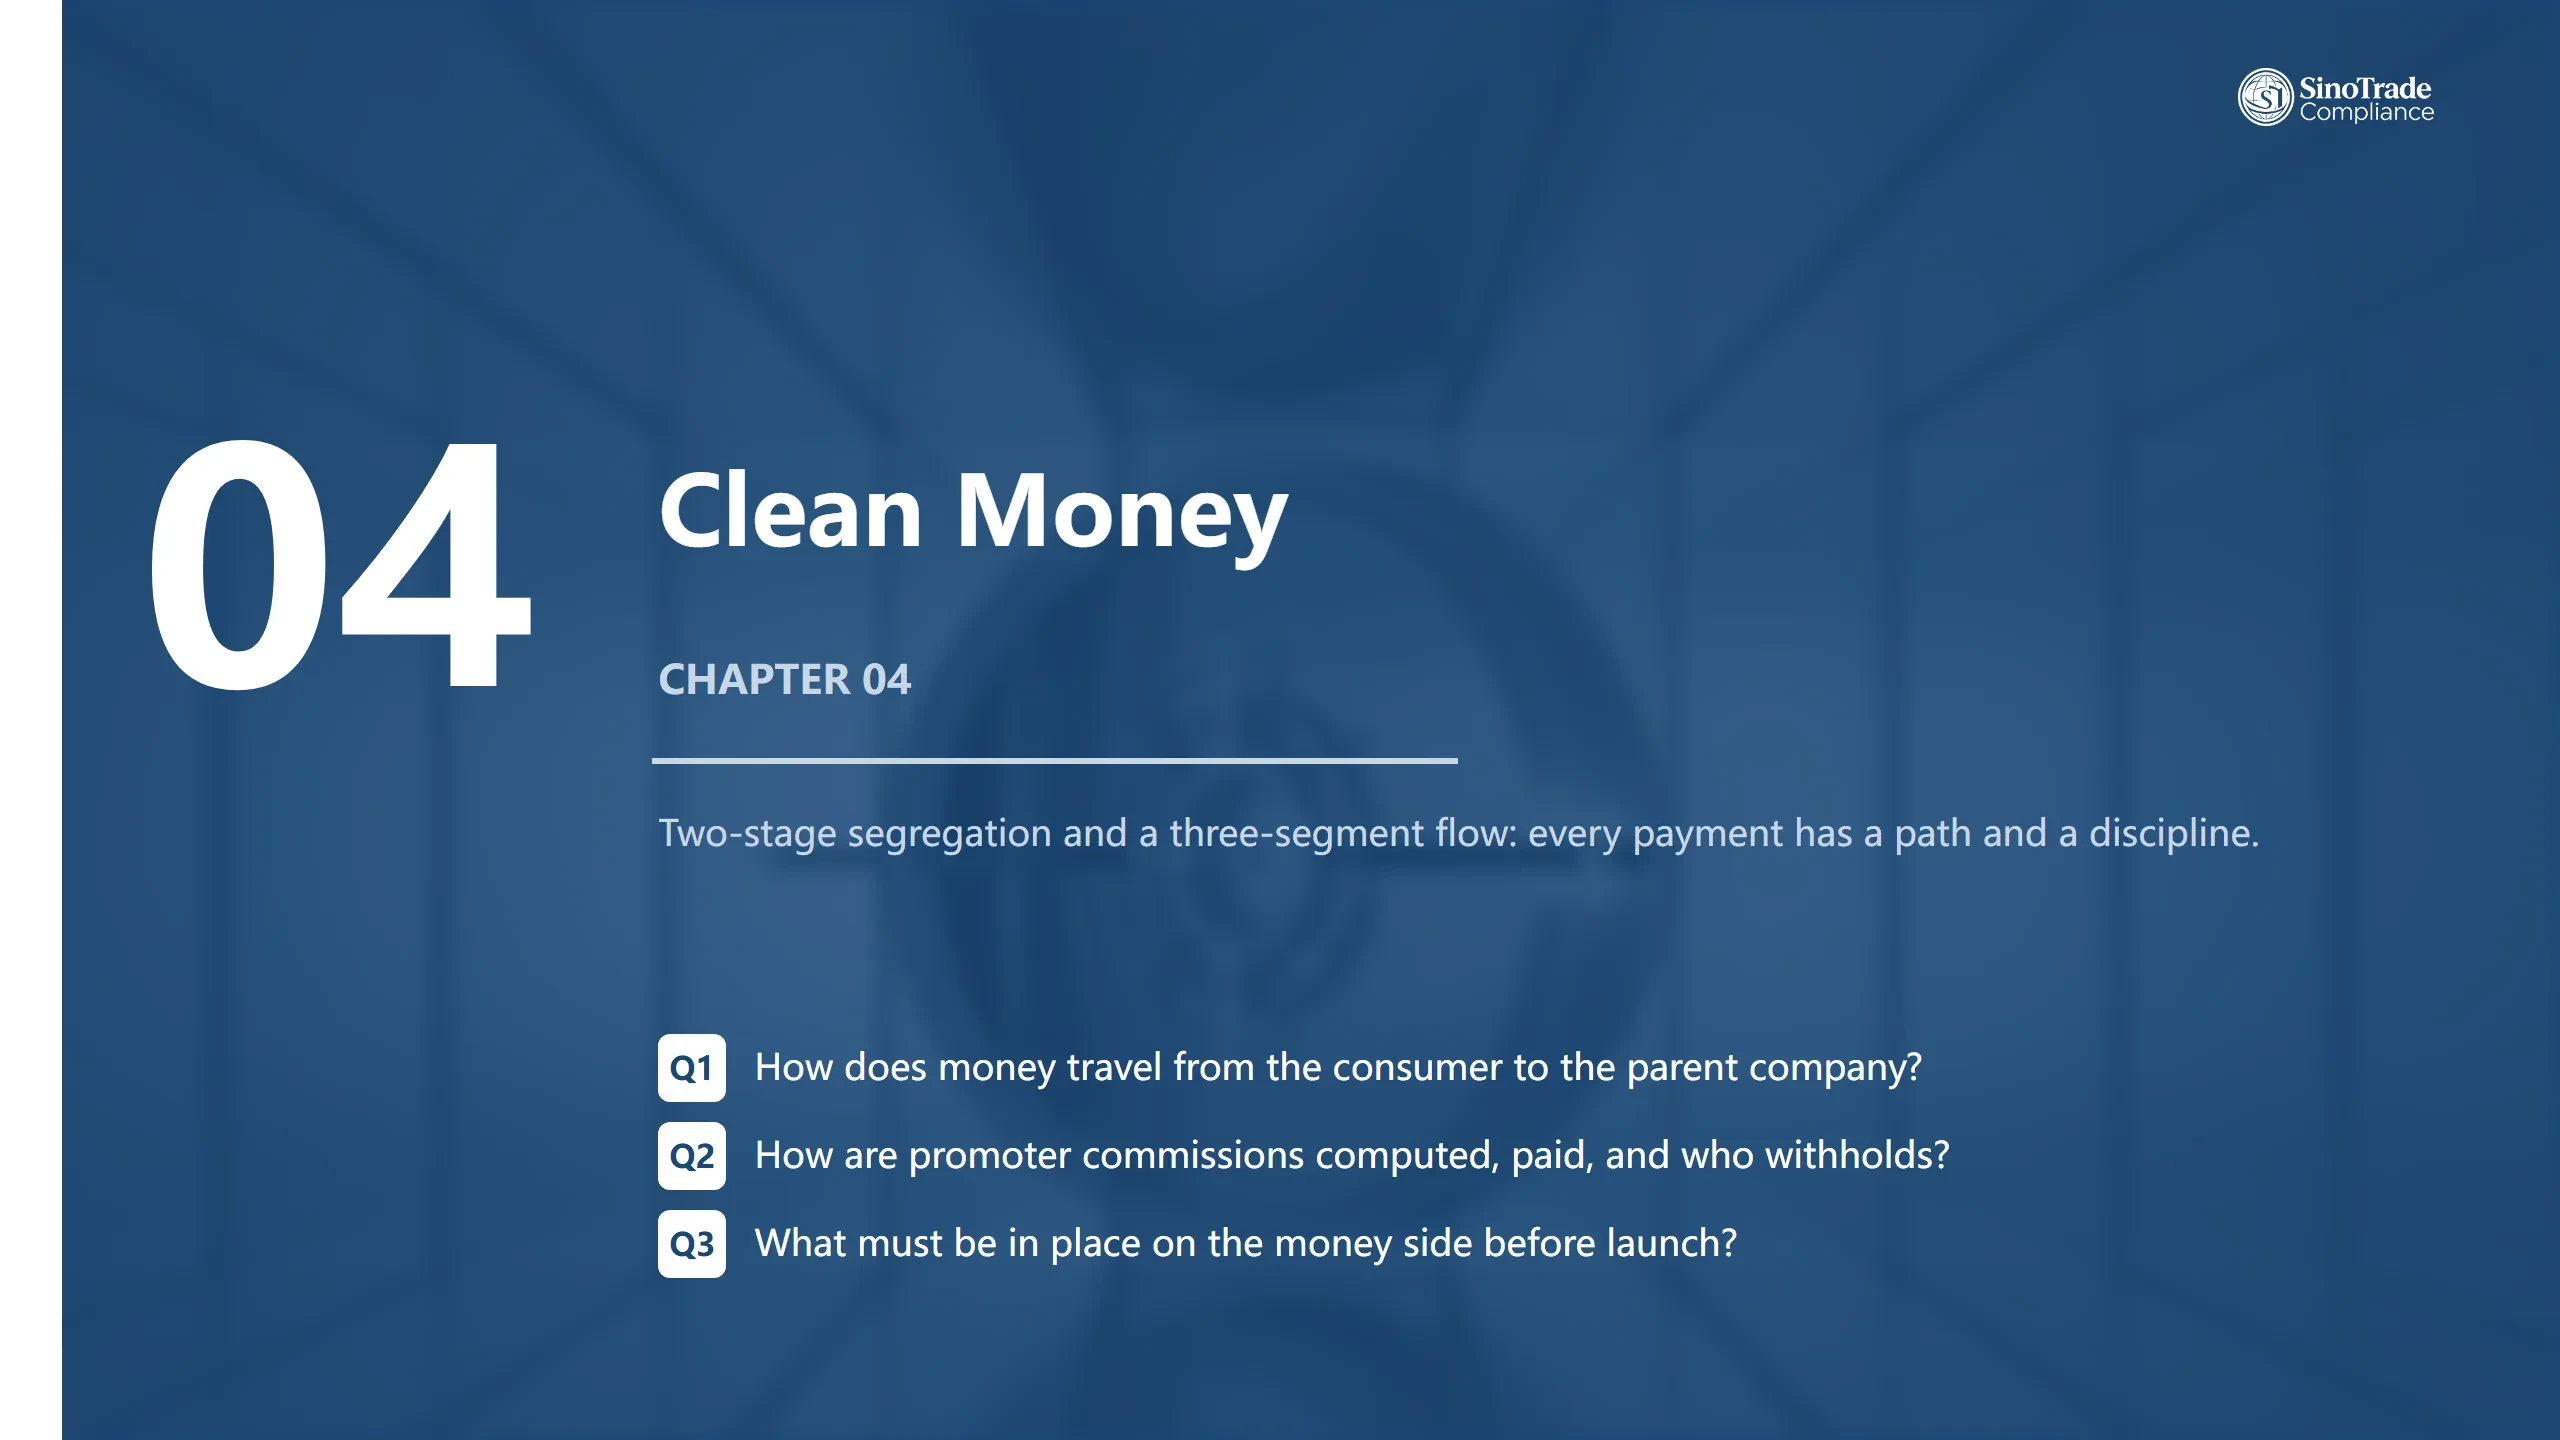 SinoTrade
Compliance
04
Clean Money
CHAPTER 04
Two-stage segregation and a three-segment flow: every payment has a path and a discipline.
Q1 How does money travel from the consumer to the parent company?
Q2 How are promoter commissions computed, paid, and who withholds?
Q3 What must be in place on the money side before launch?